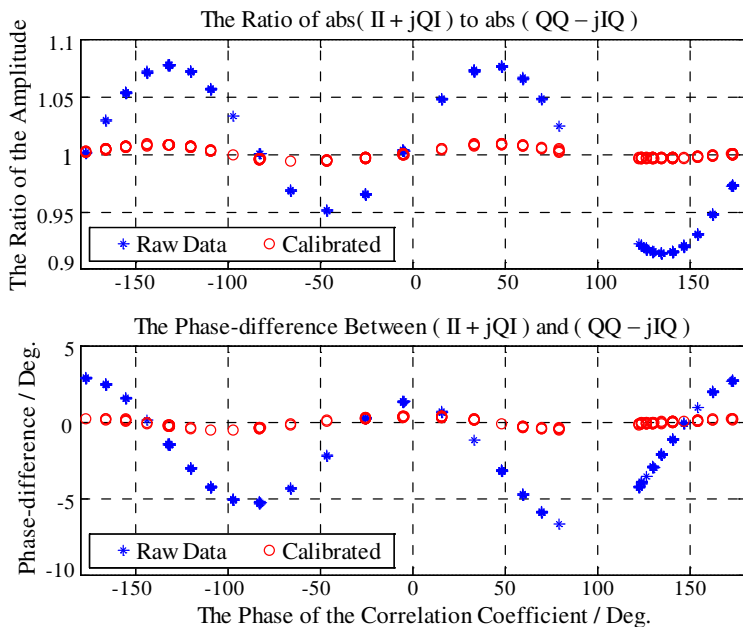 The Ratio of abs( II + jQI ) to abs ( QQ – jIQ )
The Ratio of the Amplitude
1.1
1.05
1
0.95
0.9
Raw Data
Calibrated
-150
-100
-50
0
50
100
150
The Phase-difference Between ( II + jQI ) and ( QQ – jIQ )
Phase-difference / Deg.
5
0
-5
-10
Raw Data
Calibrated
-150
-100
-50
0
50
100
150
The Phase of the Correlation Coefficient / Deg.